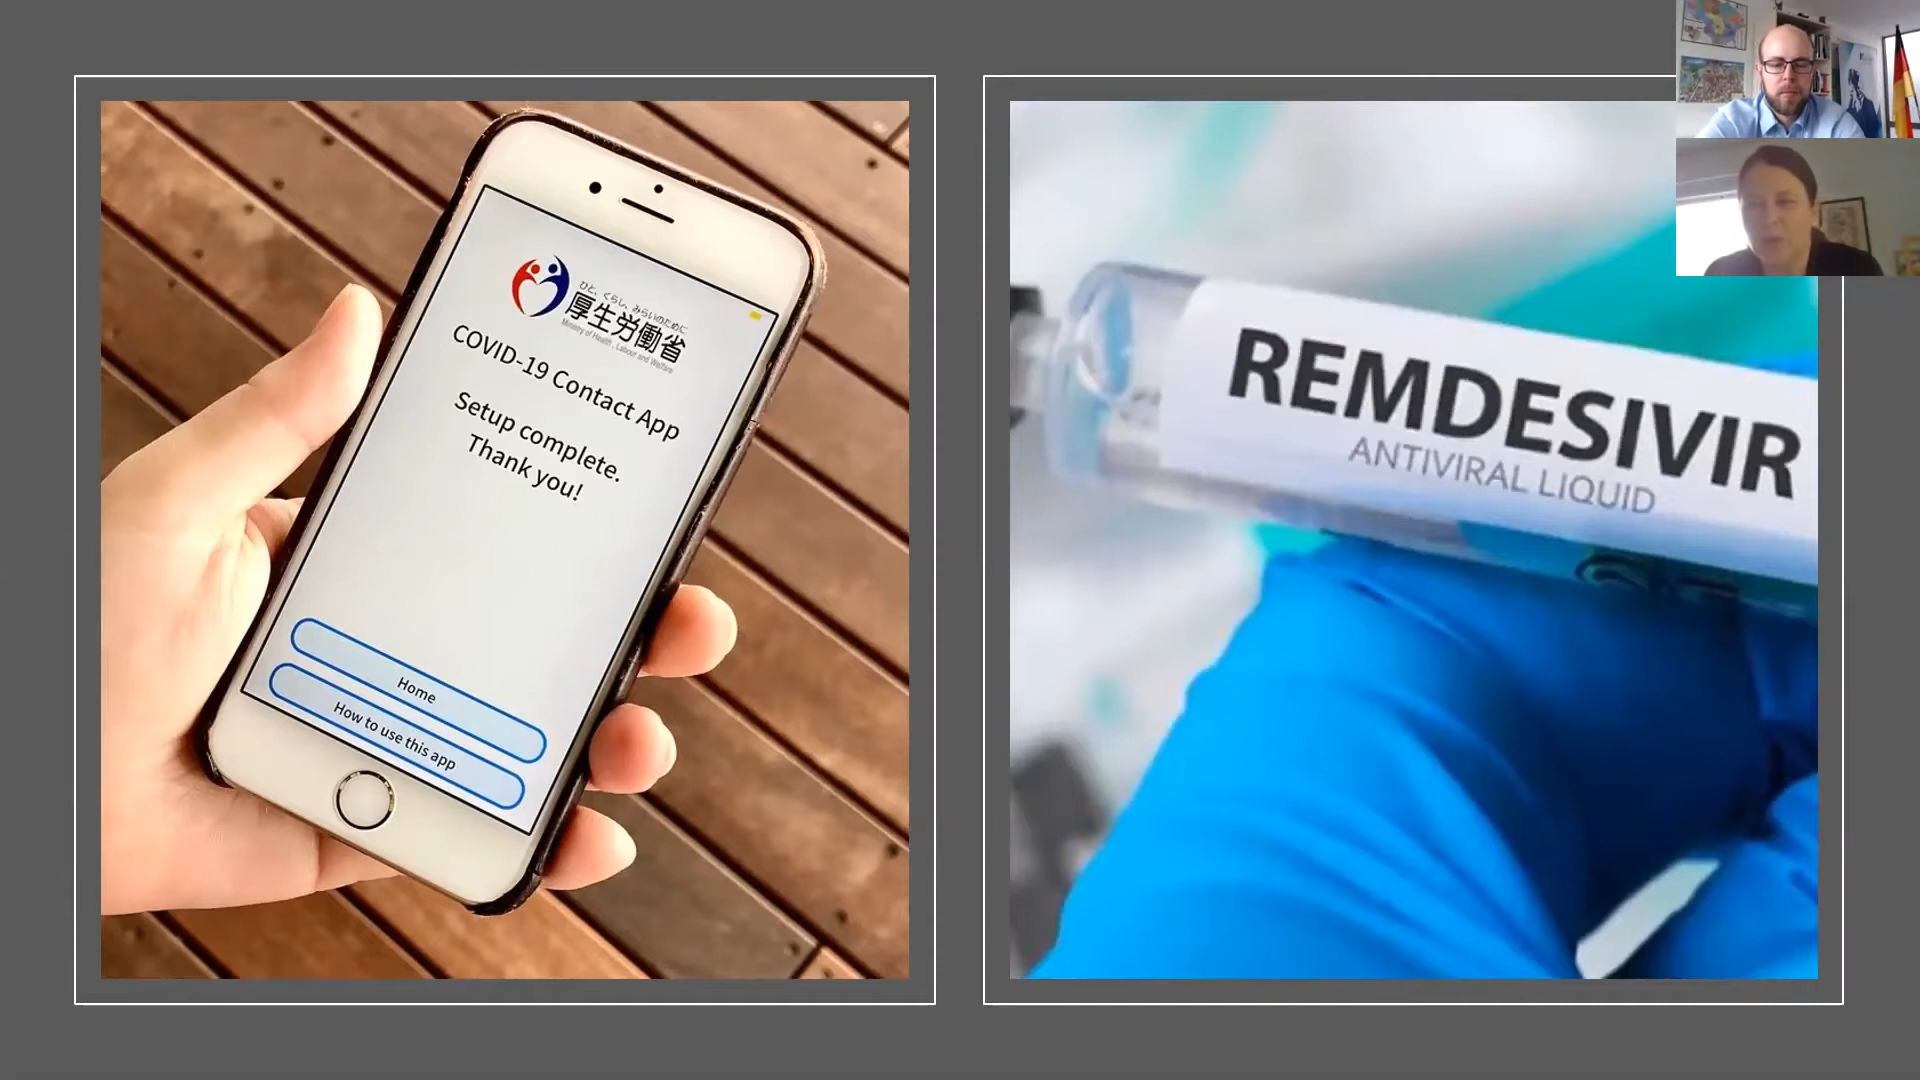 ひと、くらし、みらいのために
厚生労働省
Ministry of Health, Labour and Welfare
COVID-19 Contact App
Setup complete.
Thank you!
Home
How to use this app
REMDESIVIR
ANTIVIRAL LIQUID